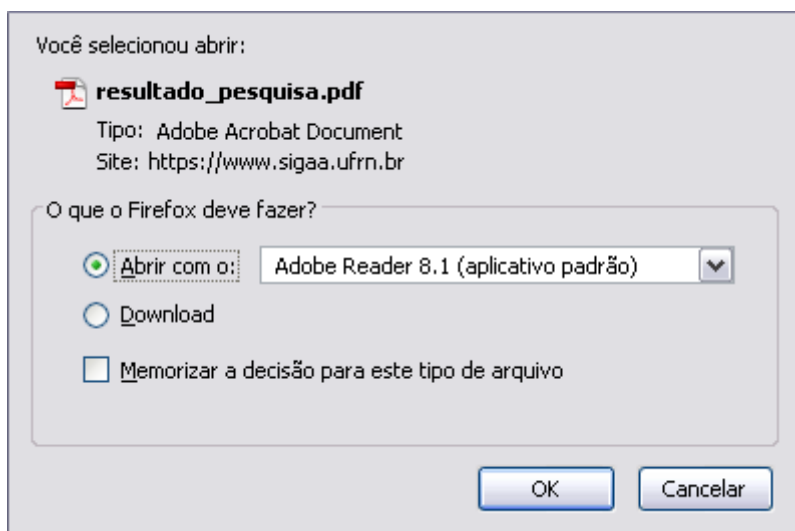 Você selecionou abrir:
resultado_pesquisa.pdf
Tipo: Adobe Acrobat Document
Site: https://www.sigaa.ufrn.br
O que o Firefox deve fazer?
Abrir com o: Adobe Reader 8.1 (aplicativo padrão)
Download
Memorizar a decisão para este tipo de arquivo
OK Cancelar